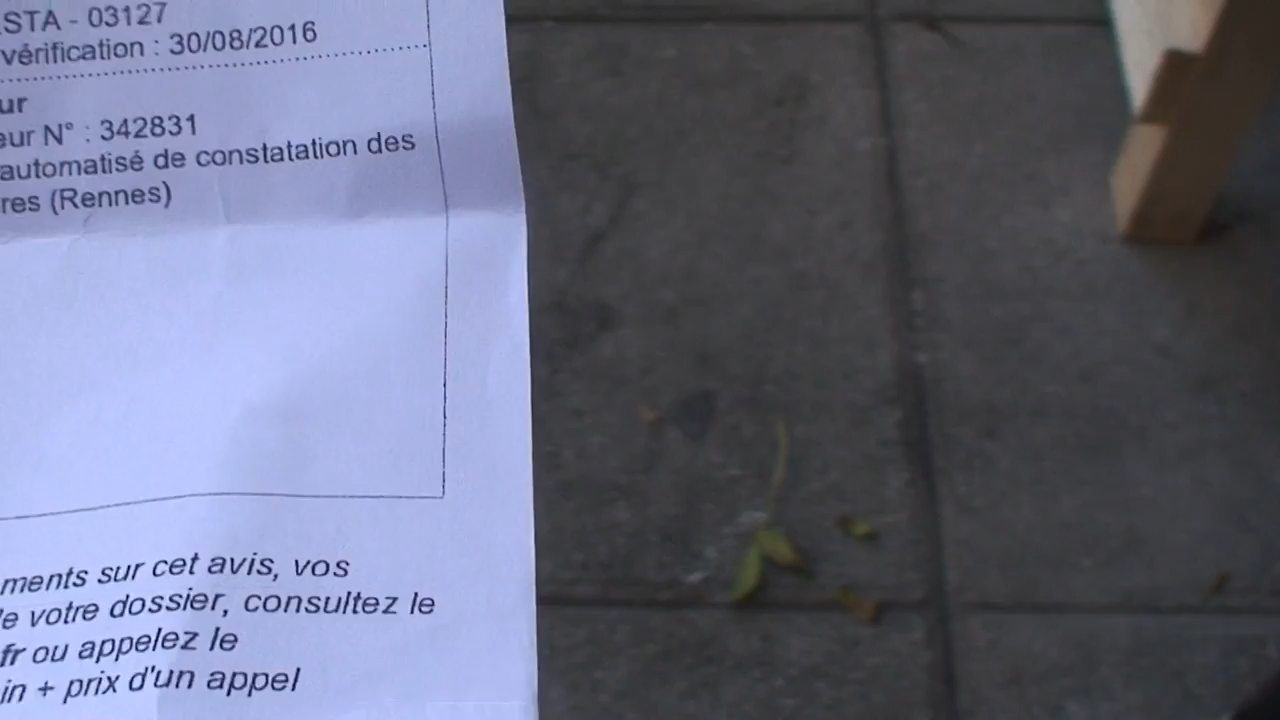 STA - 03127
vérification : 30/08/2016
ur
eur N° : 342831
automatisé de constatation des
res (Rennes)
ments sur cet avis, vos
e votre dossier, consultez le
fr ou appelez le
in + prix d'un appel